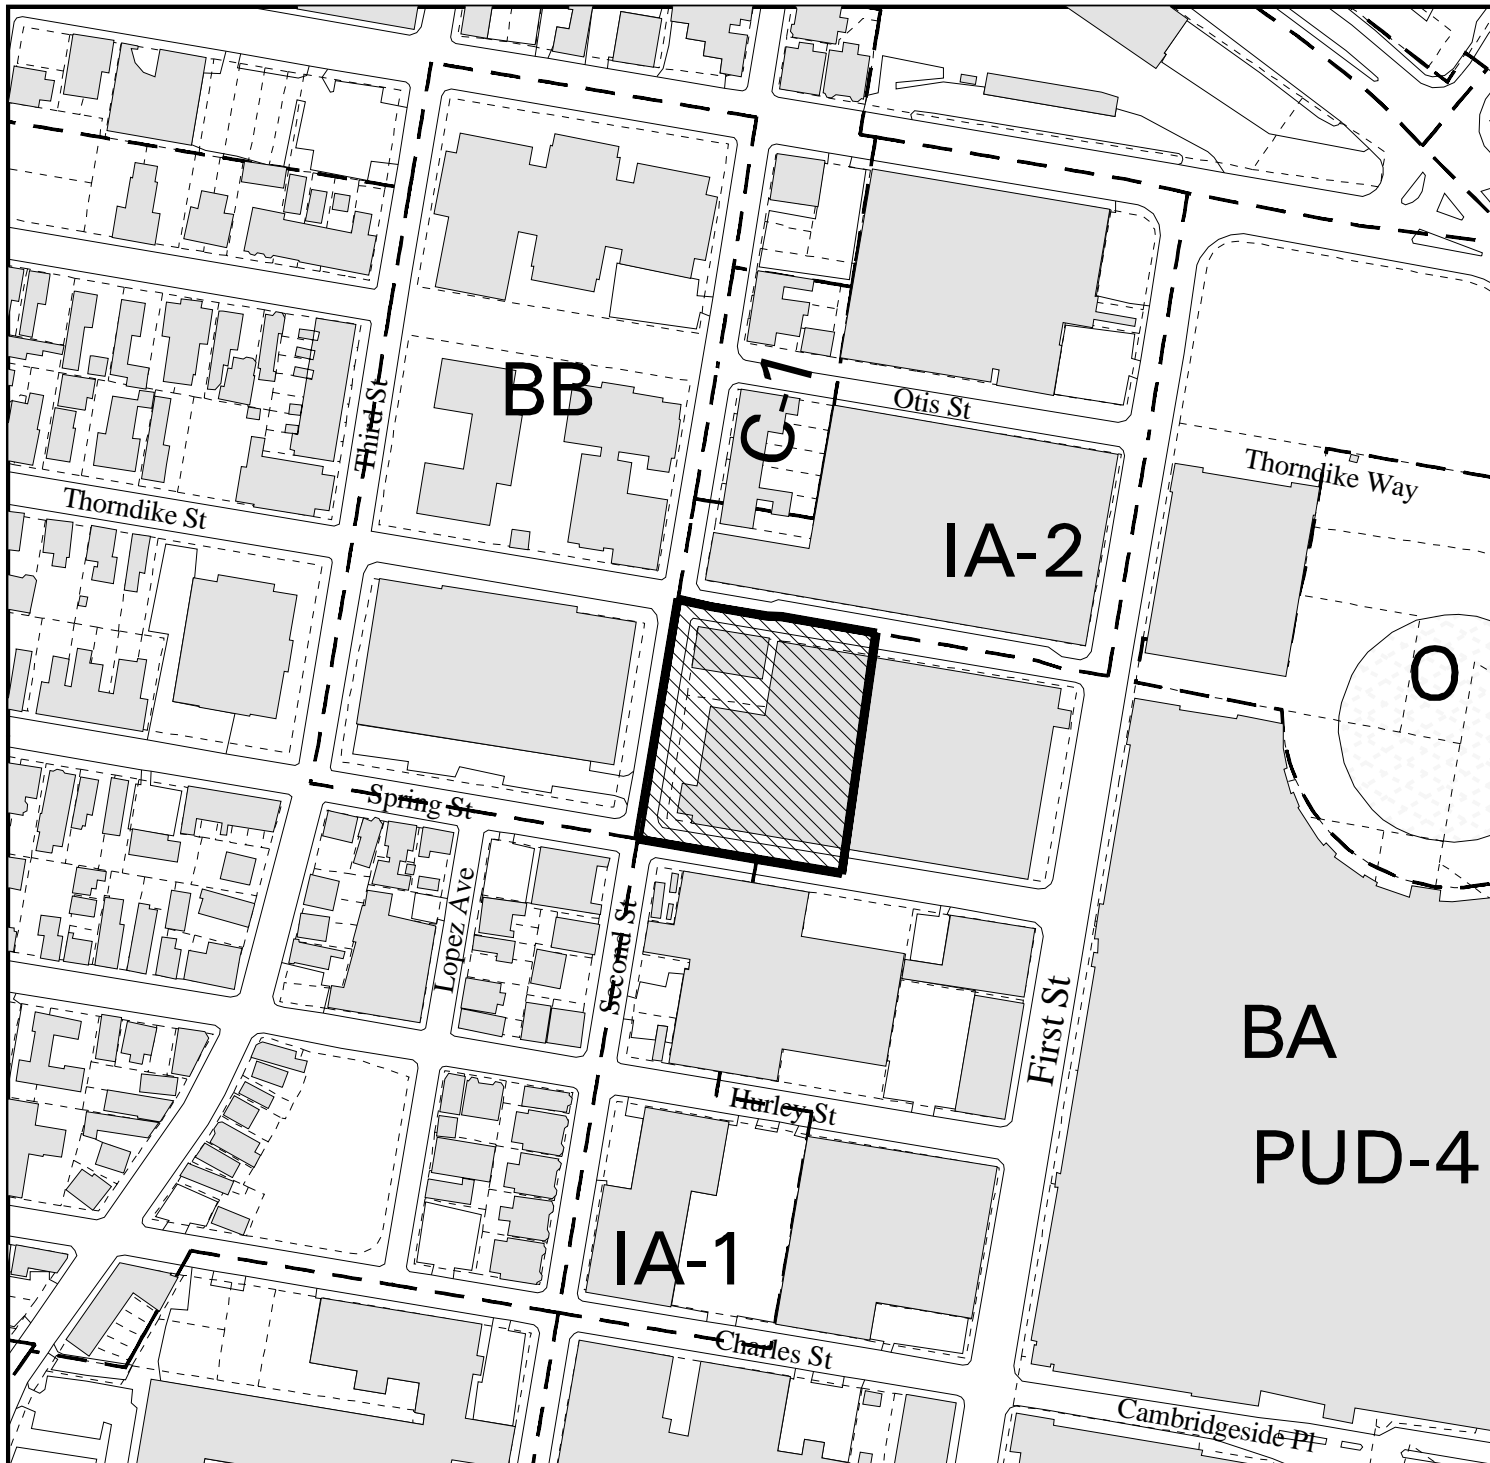 BB
C-1
Third St
Otis St
Thorndike Way
Thorndike St
IA-2
O
Spring St
Lopez Ave
Second St
First St
BA
Hurley St
PUD-4
IA-1
Charles St
Cambridgeside Pl